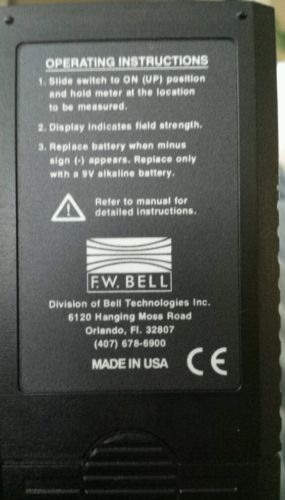 OPERATING INSTRUCTIONS
1. Slide switch to ON (UP) position
and hold meter at the location
to be measured.
2. Display indicates field strength.
3. Replace battery when minus
sign (-) appears. Replace only
with a 9V alkaline battery.
Refer to manual for
detailed instructions.
F.W. BELL
Division of Bell Technologies Inc.
6120 Hanging Moss Road
Orlando, Fl. 32807
(407) 678-6900
MADE IN USA CE